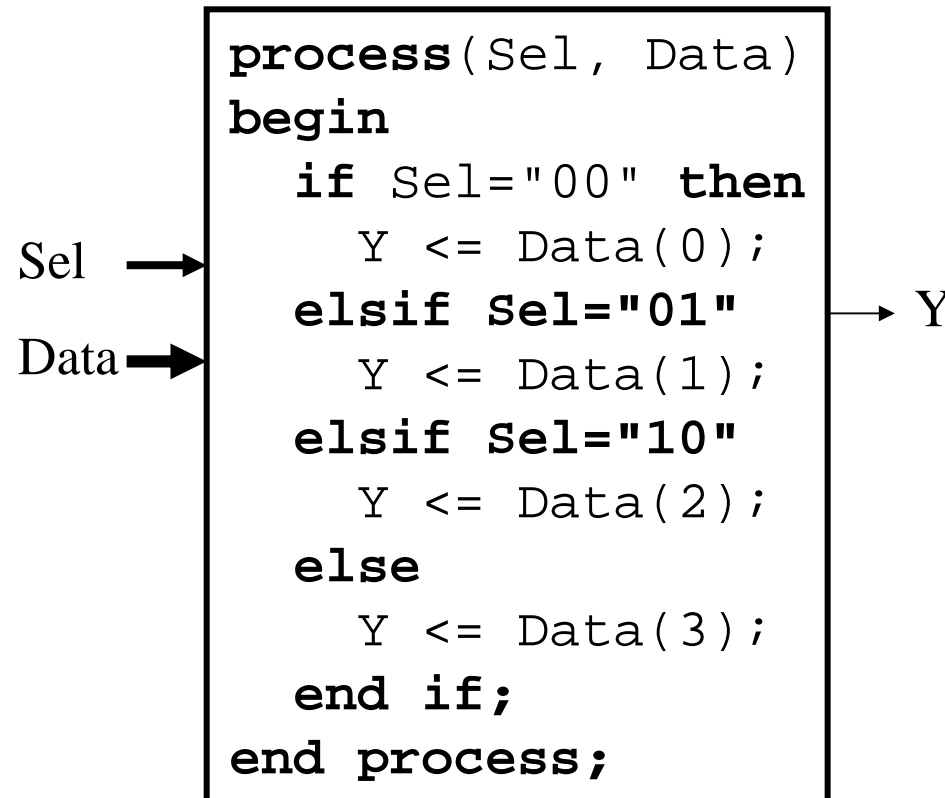 process(Sel, Data)
begin
if Sel="00" then
Y <= Data(0);
Sel
elsif Sel="01"
Y
Data
Y <= Data(1);
elsif Sel="10"
Y <= Data(2);
else
Y <= Data(3);
end if;
end process;